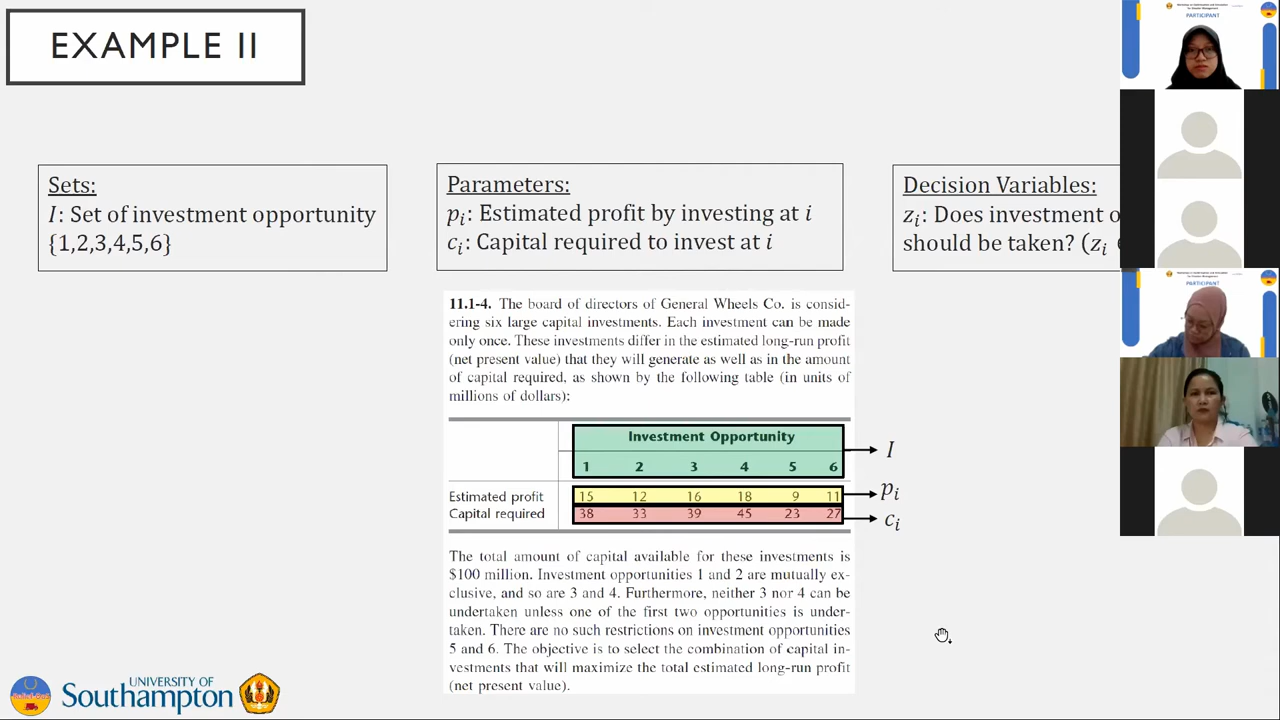 EXAMPLE II
Sets:
I: Set of investment opportunity
{1,2,3,4,5,6}
Parameters:
pᵢ: Estimated profit by investing at i
cᵢ: Capital required to invest at i
Decision Variables:
zᵢ: Does investment o
should be taken? (zᵢ
11.1-4. The board of directors of General Wheels Co. is consid-
ering six large capital investments. Each investment can be made
only once. These investments differ in the estimated long-run profit
(net present value) that they will generate as well as in the amount
of capital required, as shown by the following table (in units of
millions of dollars):
Investment Opportunity
1 2 3 4 5 6
Estimated profit 15 12 16 18 9 11
Capital required 38 33 39 45 23 27
I
pᵢ
cᵢ
The total amount of capital available for these investments is
$100 million. Investment opportunities 1 and 2 are mutually ex-
clusive, and so are 3 and 4. Furthermore, neither 3 nor 4 can be
undertaken unless one of the first two opportunities is under-
taken. There are no such restrictions on investment opportunities
5 and 6. The objective is to select the combination of capital in-
vestments that will maximize the total estimated long-run profit
(net present value).
UNIVERSITY OF
Southampton
PARTICIPANT
PARTICIPANT